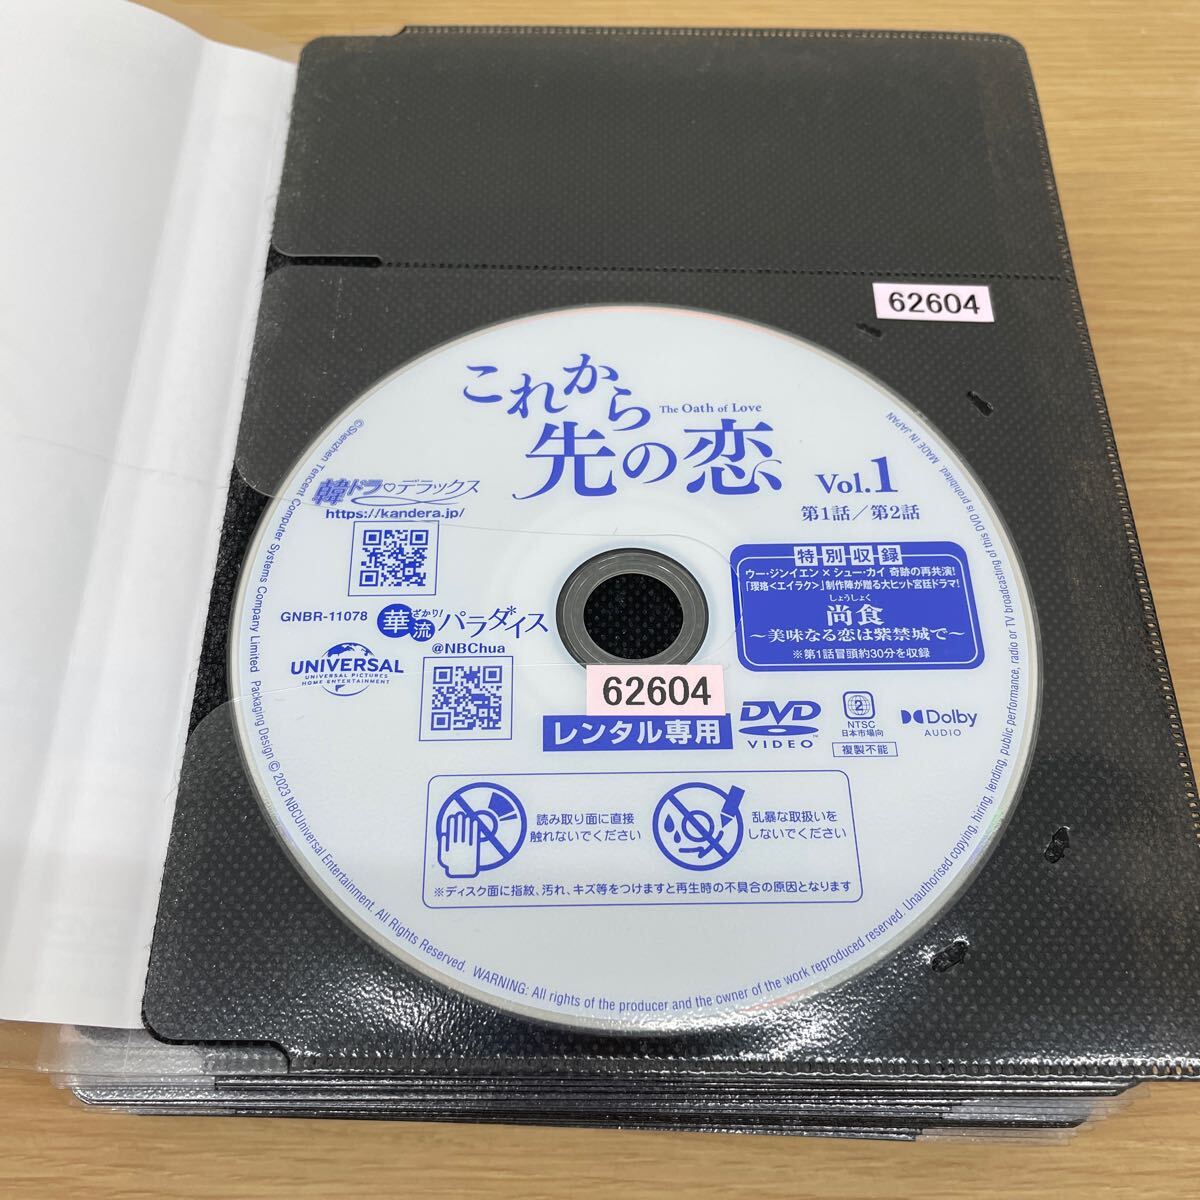 62604
これから
The Oath of Love
先の恋
Vol.1
第1話／第2話
韓ドラ♡デラックス
https://kandera.jp/
GNBR-11078
華流
ざかり!
パラダイス
@NBChua
UNIVERSAL
UNIVERSAL PICTURES
HOME ENTERTAINMENT
特別収録
ウー・ジンイエン×シュー・カイ 奇跡の再共演!
「瓔珞<エイラク>」制作陣が贈る大ヒット宮廷ドラマ!
しょうしょく
尚食
～美味なる恋は紫禁城で～
※第1話冒頭約30分を収録
62604
レンタル専用
DVD
VIDEO
TM
2
NTSC
日本市場向
複製不能
Dolby
AUDIO
読み取り面に直接
触れないでください
乱暴な取扱いを
しないでください
※ディスク面に指紋、汚れ、キズ等をつけますと再生時の不具合の原因となります
©Shenzhen Tencent Computer Systems Company Limited Packaging Design © 2023 NBCUniversal Entertainment. All Rights Reserved. WARNING: All rights of the producer and the owner of the work reproduced reserved. Unauthorised copying, hiring, lending, public performance, radio or TV broadcasting of this DVD is prohibited. MADE IN JAPAN